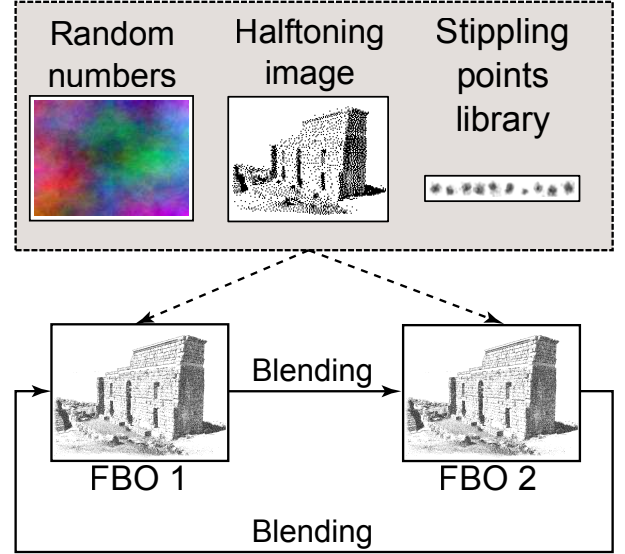 Random
numbers
Halftoning
image
Stippling
points
library
Blending
FBO 1
FBO 2
Blending